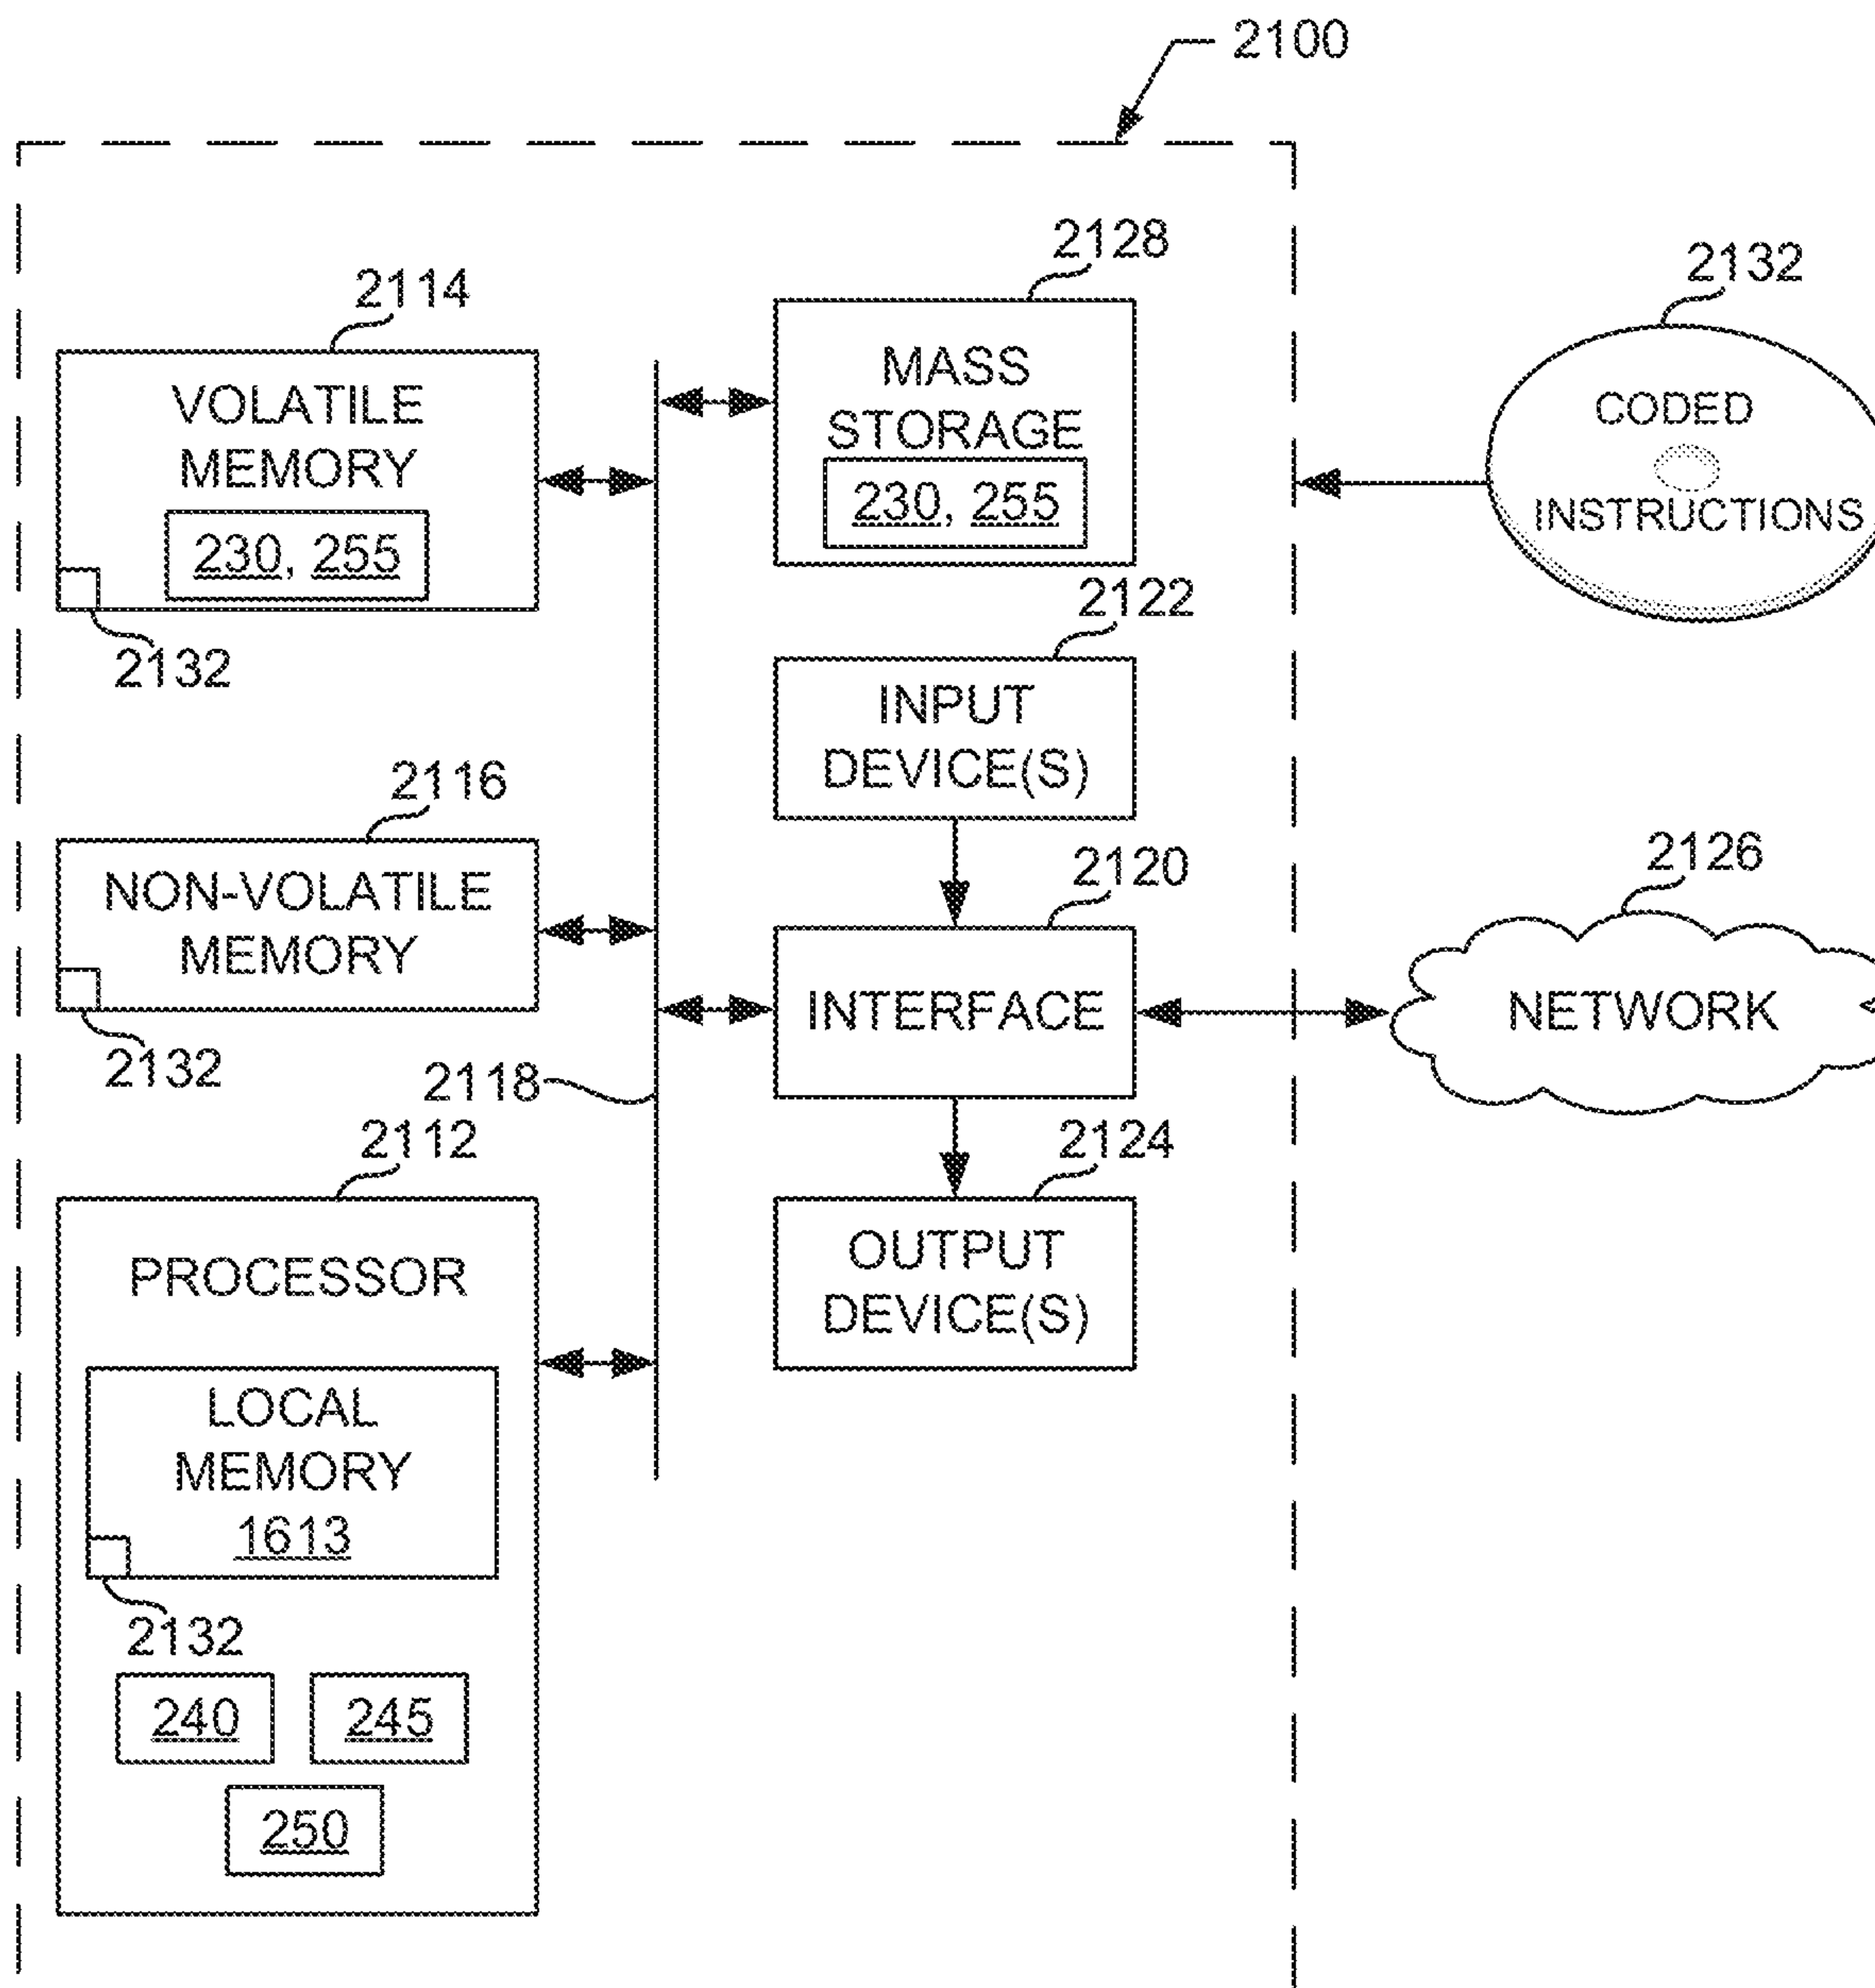 2100
2128
2132
2114
MASS
STORAGE
230, 255
VOLATILE
MEMORY
230, 255
2132
CODED
INSTRUCTIONS
2122
INPUT
DEVICE(S)
2116
NON-VOLATILE
MEMORY
2132
2120
INTERFACE
2126
NETWORK
2118
2112
PROCESSOR
LOCAL
MEMORY
1613
2132
240
245
250
2124
OUTPUT
DEVICE(S)